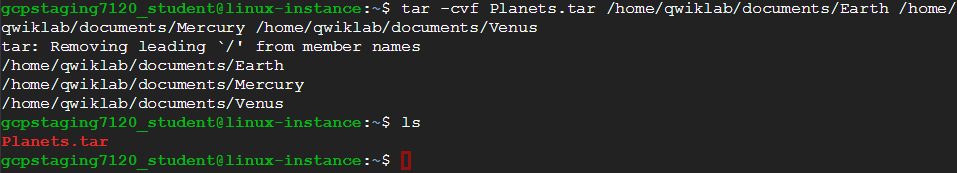 gcpstaging7120_student@linux-instance:~$ tar -cvf Planets.tar /home/qwiklab/documents/Earth /home/
qwiklab/documents/Mercury /home/qwiklab/documents/Venus
tar: Removing leading `/' from member names
/home/qwiklab/documents/Earth
/home/qwiklab/documents/Mercury
/home/qwiklab/documents/Venus
gcpstaging7120_student@linux-instance:~$ ls
Planets.tar
gcpstaging7120_student@linux-instance:~$